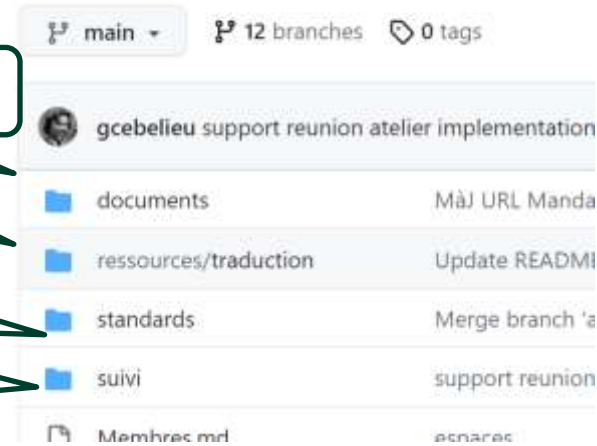 main 12 branches 0 tags
gcebelieu support reunion atelier implementation
documents MàJ URL Manda
ressources/traduction Update README
standards Merge branch 'a
suivi support reunion
Membres.md espaces